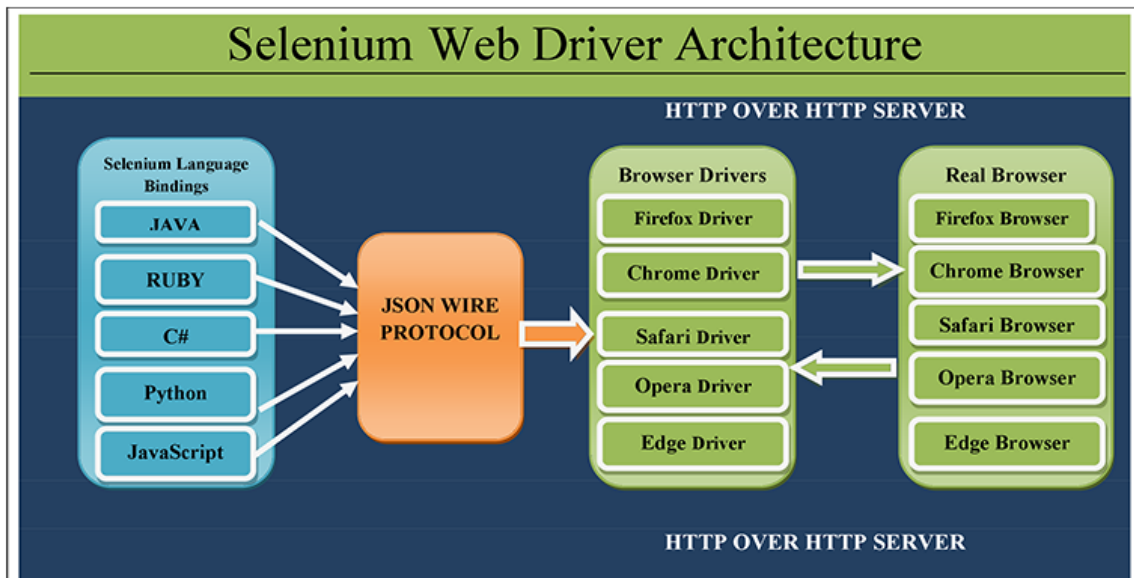 Selenium Web Driver Architecture
HTTP OVER HTTP SERVER
Selenium Language
Bindings
JAVA
RUBY
C#
Python
JavaScript
JSON WIRE
PROTOCOL
Browser Drivers
Firefox Driver
Chrome Driver
Safari Driver
Opera Driver
Edge Driver
Real Browser
Firefox Browser
Chrome Browser
Safari Browser
Opera Browser
Edge Browser
HTTP OVER HTTP SERVER